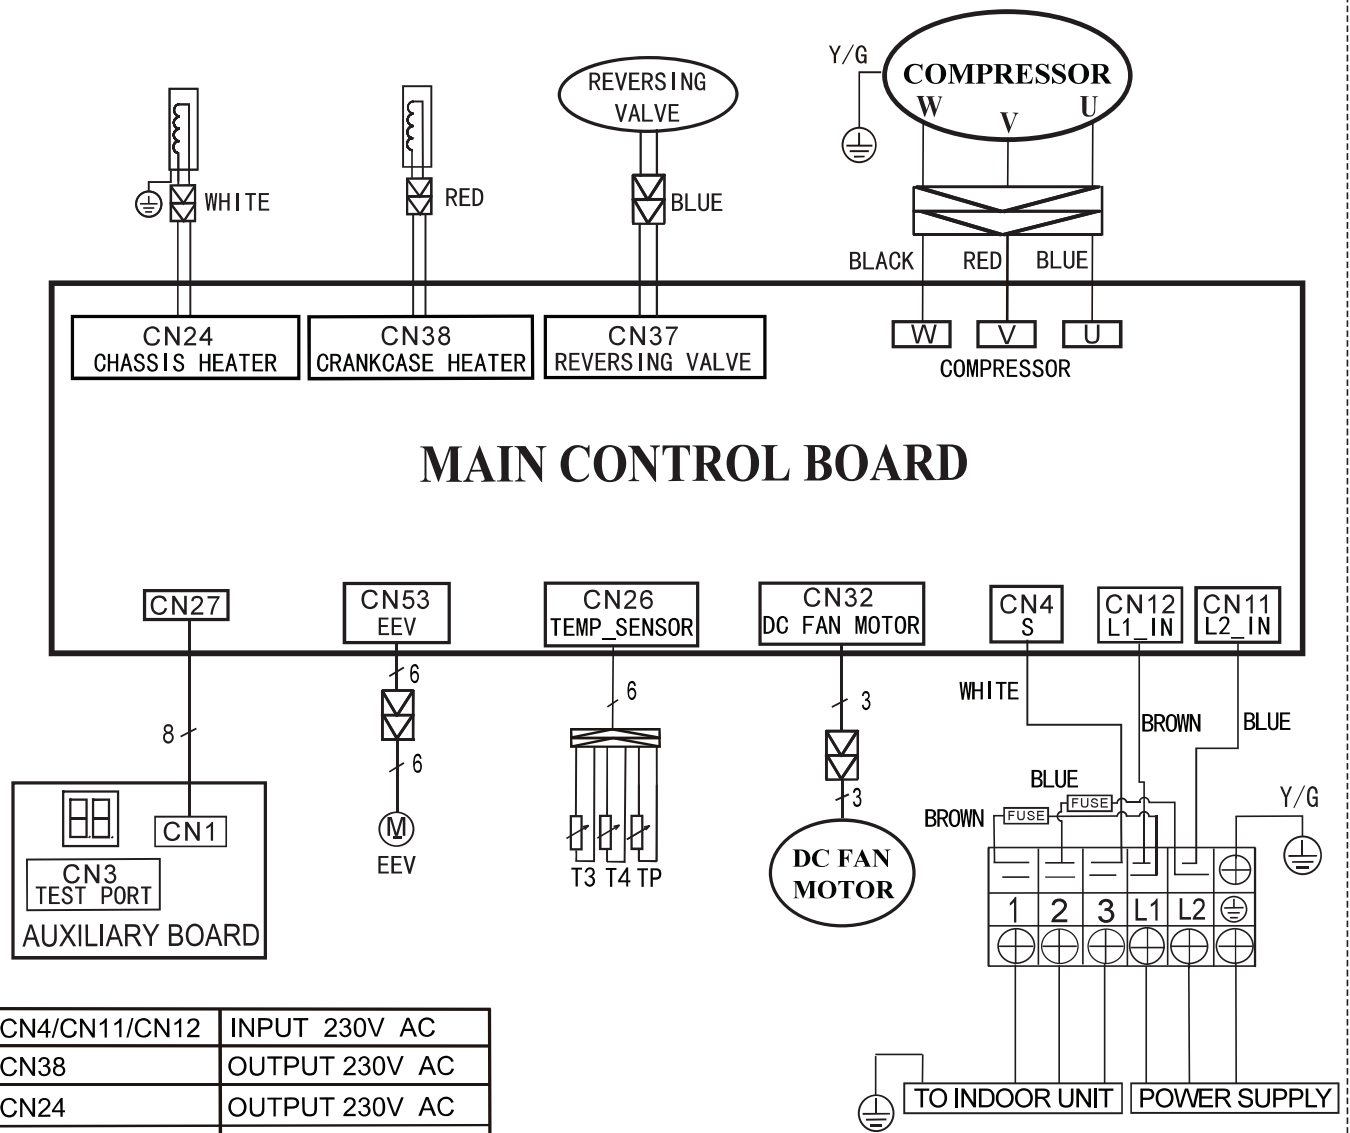 Y/G
COMPRESSOR
W V U
REVERSING
VALVE
WHITE
RED
BLUE
BLACK RED BLUE
CN24
CHASSIS HEATER
CN38
CRANKCASE HEATER
CN37
REVERSING VALVE
W V U
COMPRESSOR
MAIN CONTROL BOARD
CN27
CN53
EEV
CN26
TEMP_SENSOR
CN32
DC FAN MOTOR
CN4
S
CN12
L1_IN
CN11
L2_IN
8
6
6
6
3
3
WHITE
BROWN
BLUE
BLUE
FUSE
BROWN
FUSE
Y/G
88.
CN1
CN3
TEST PORT
AUXILIARY BOARD
M
EEV
T3 T4 TP
DC FAN
MOTOR
1 2 3 L1 L2
TO INDOOR UNIT
POWER SUPPLY
CN4/CN11/CN12 INPUT 230V AC
CN38 OUTPUT 230V AC
CN24 OUTPUT 230V AC